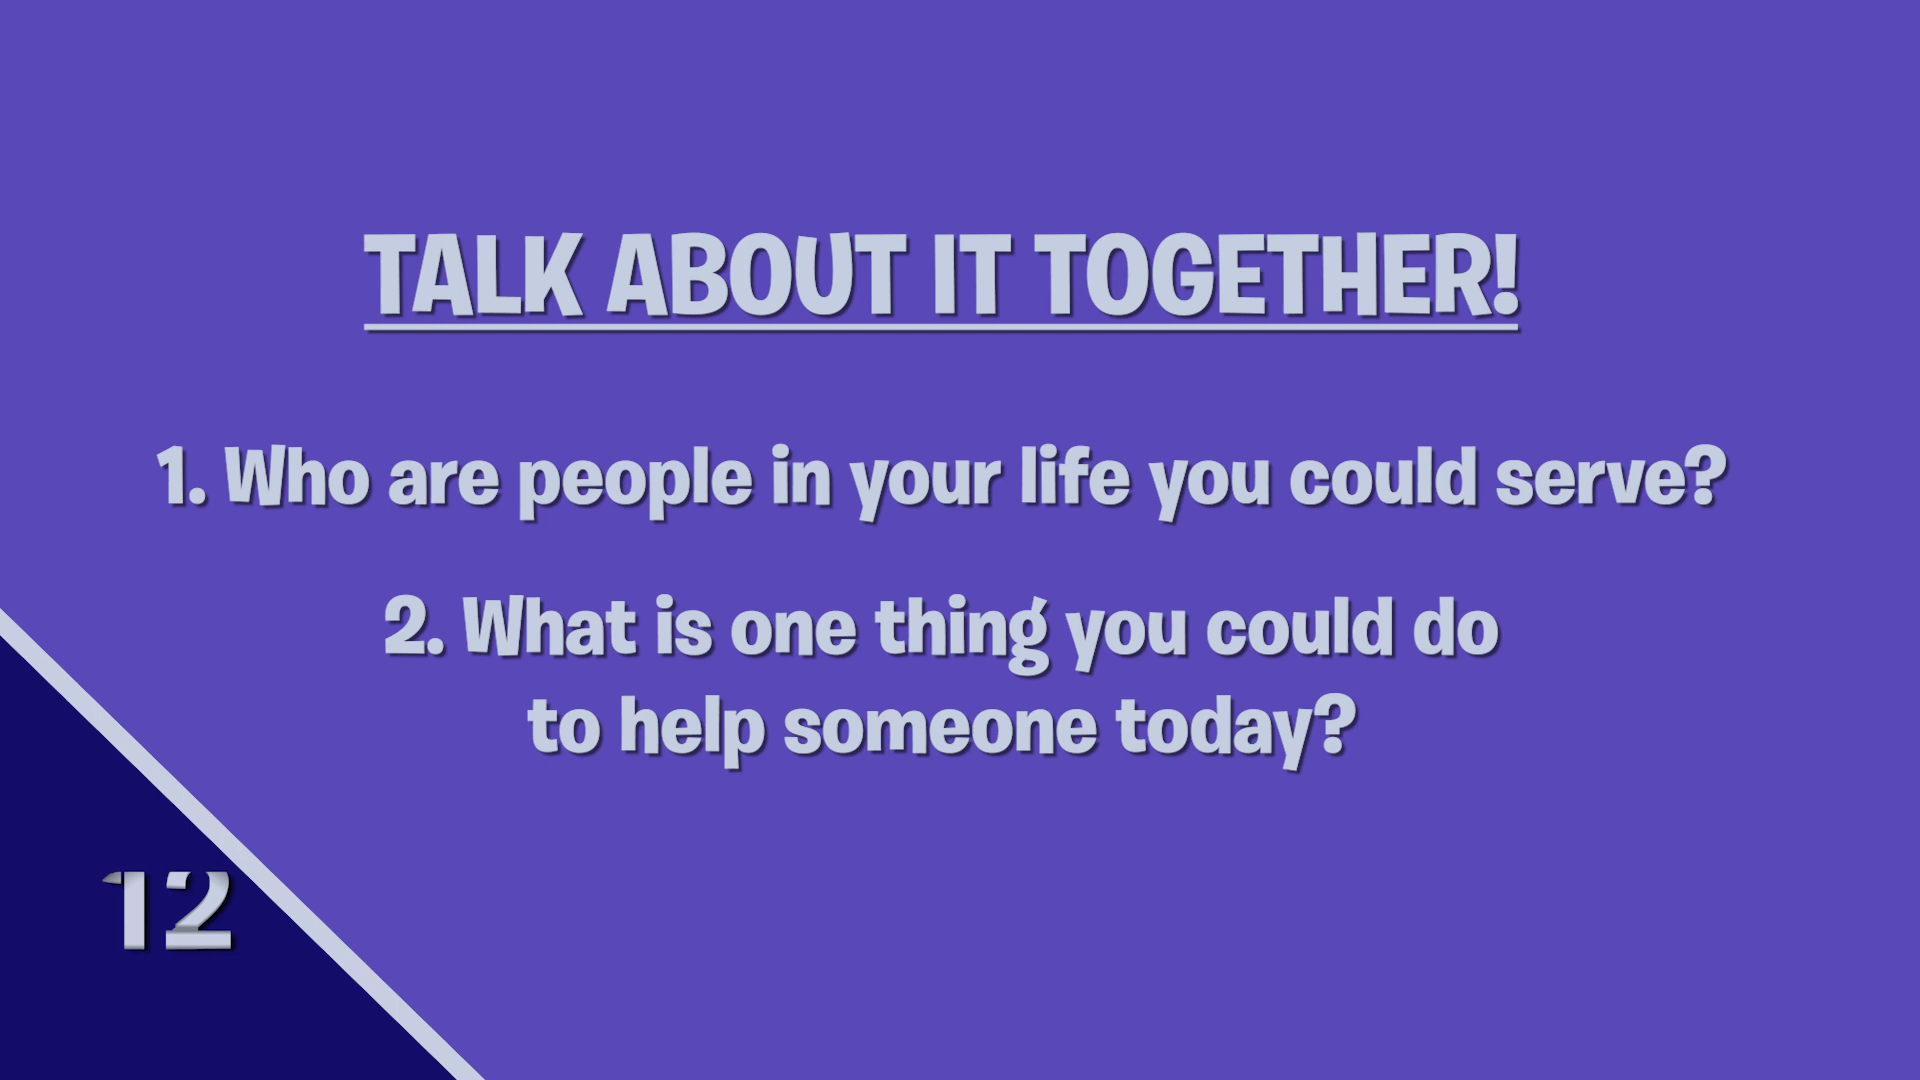 TALK ABOUT IT TOGETHER!
1. Who are people in your life you could serve?
2. What is one thing you could do
to help someone today?
12